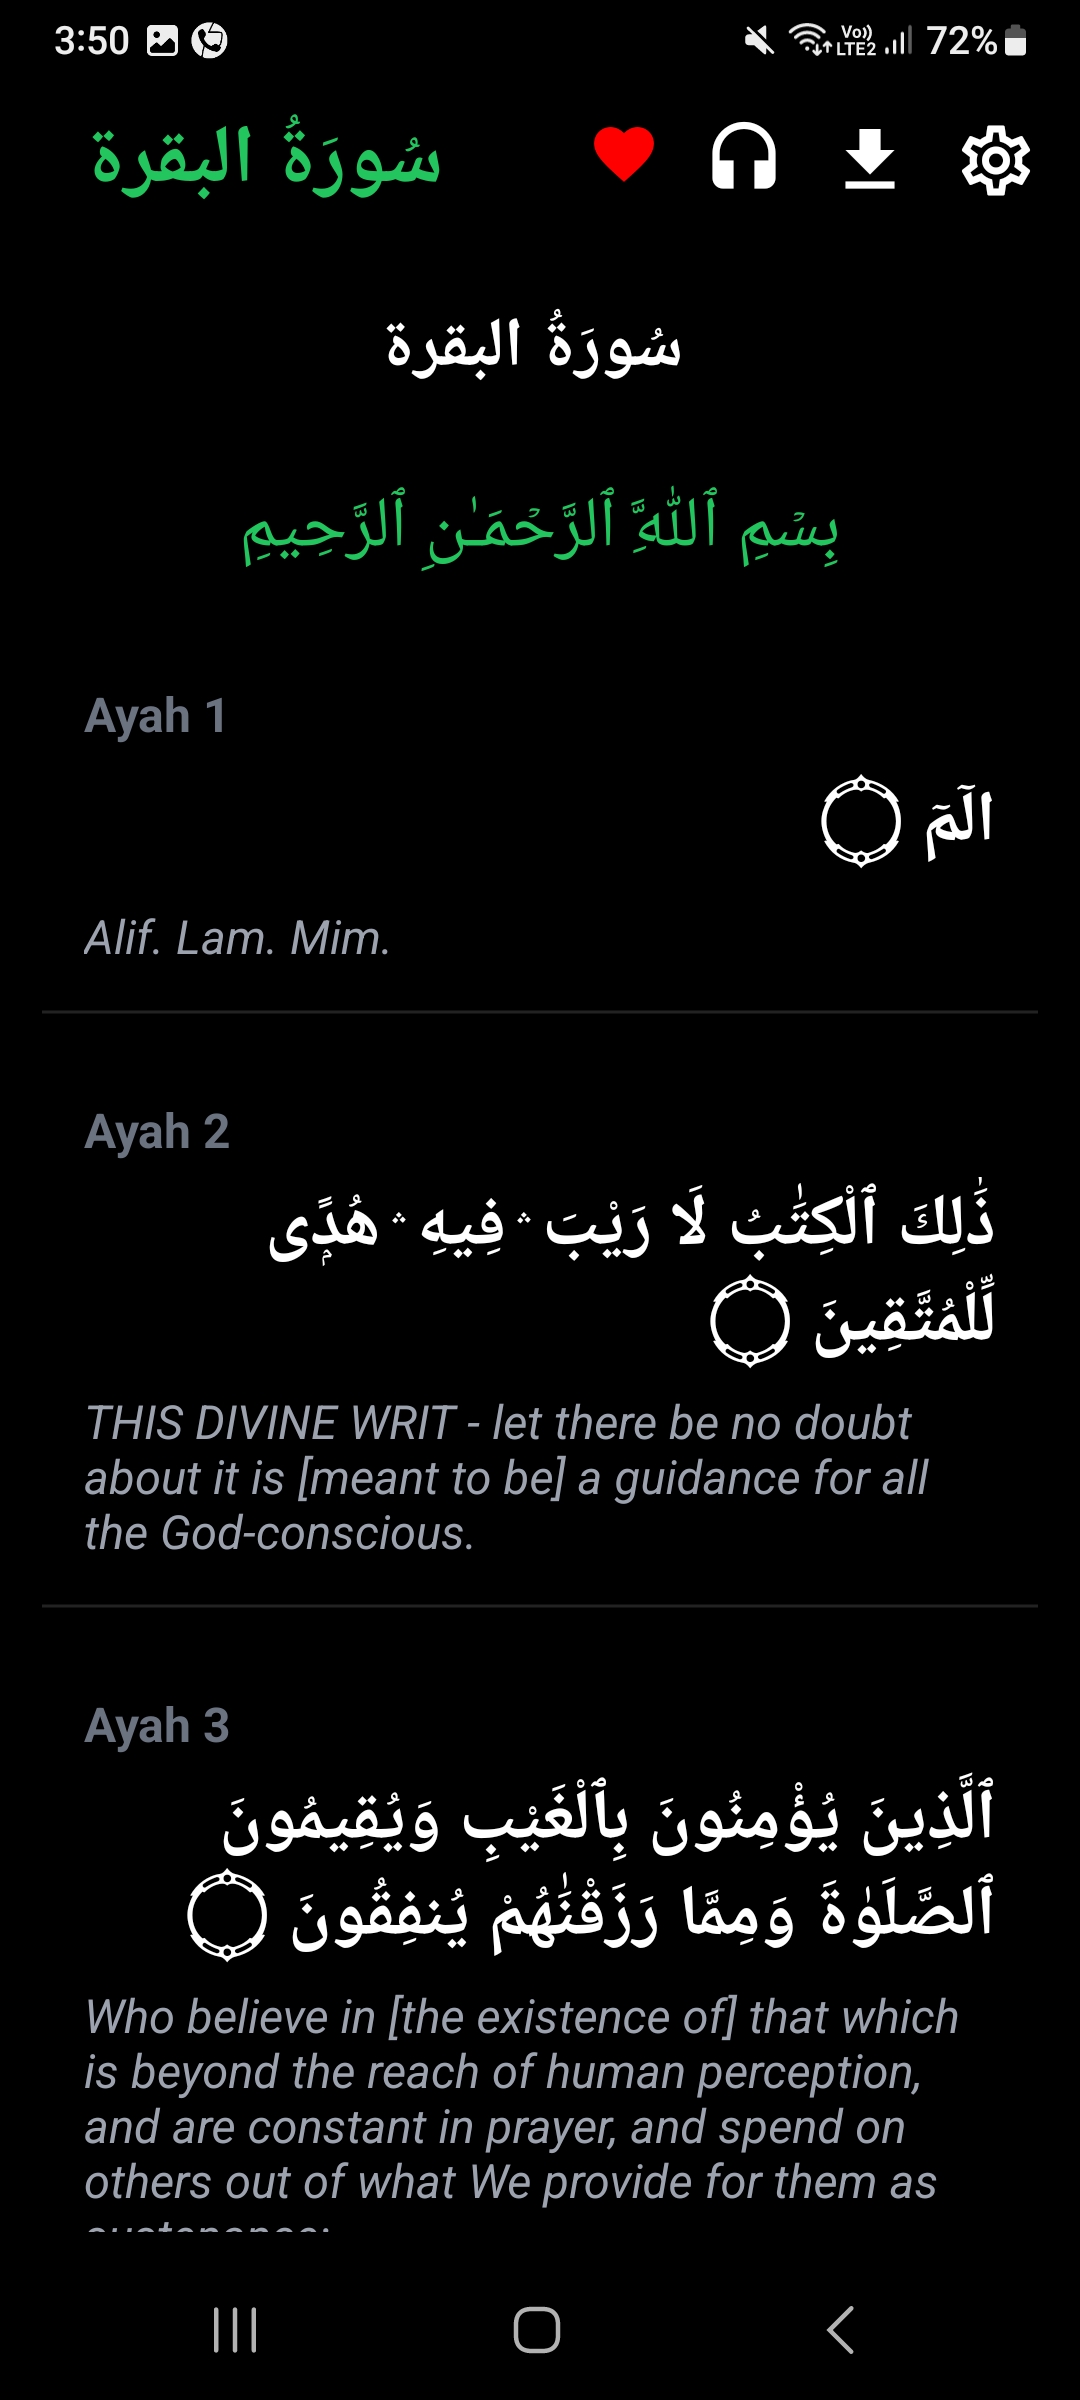 3:50 Vo)) LTE2 72%
سُورَةُ البقرة
سُورَةُ البقرة
بِسۡمِ ٱللَّهِ ٱلرَّحۡمَـٰنِ ٱلرَّحِيمِ
Ayah 1
الٓمٓ ۝
Alif. Lam. Mim.
Ayah 2
ذَٰلِكَ ٱلْكِتَٰبُ لَا رَيْبَ ۛ فِيهِ ۛ هُدًۭى
لِّلْمُتَّقِينَ ۝
THIS DIVINE WRIT - let there be no doubt
about it is [meant to be] a guidance for all
the God-conscious.
Ayah 3
ٱلَّذِينَ يُؤْمِنُونَ بِٱلْغَيْبِ وَيُقِيمُونَ
ٱلصَّلَوٰةَ وَمِمَّا رَزَقْنَٰهُمْ يُنفِقُونَ ۝
Who believe in [the existence of] that which
is beyond the reach of human perception,
and are constant in prayer, and spend on
others out of what We provide for them as